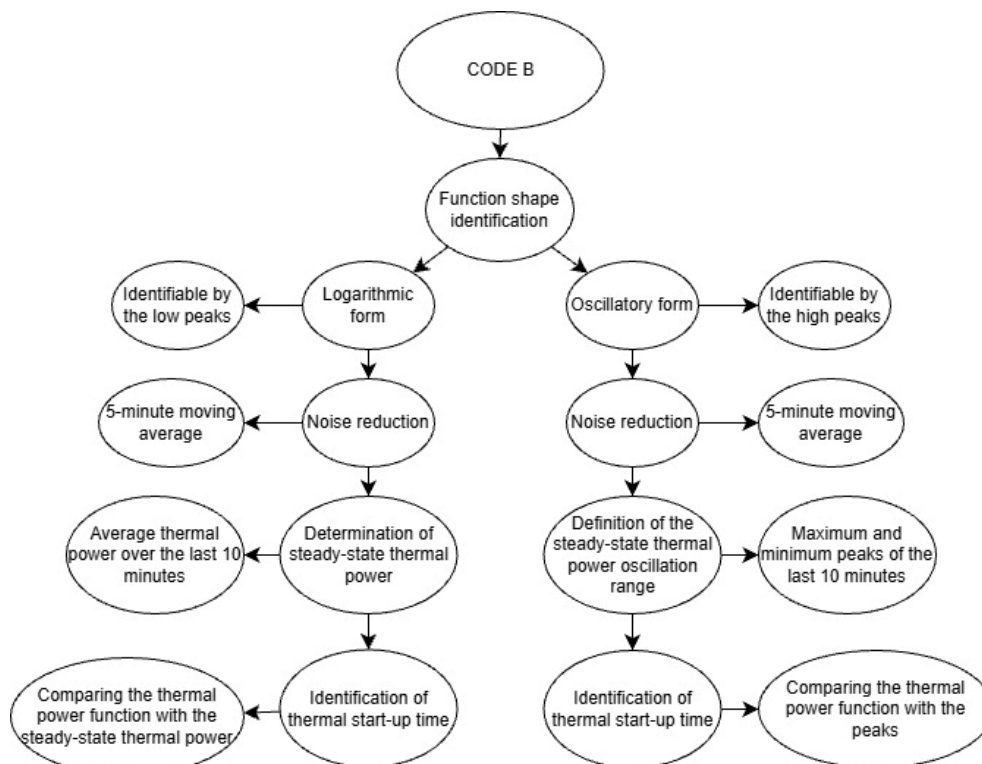 CODE B
Function shape
identification
Identifiable by
the low peaks
Logarithmic
form
Oscillatory form
Identifiable by
the high peaks
5-minute moving
average
Noise reduction
Noise reduction
5-minute moving
average
Average thermal
power over the last 10
minutes
Determination of
steady-state thermal
power
Definition of the
steady-state thermal
power oscillation
range
Maximum and
minimum peaks of the
last 10 minutes
Comparing the thermal
power function with the
steady-state thermal power
Identification of
thermal start-up time
Identification of
thermal start-up time
Comparing the thermal
power function with the
peaks